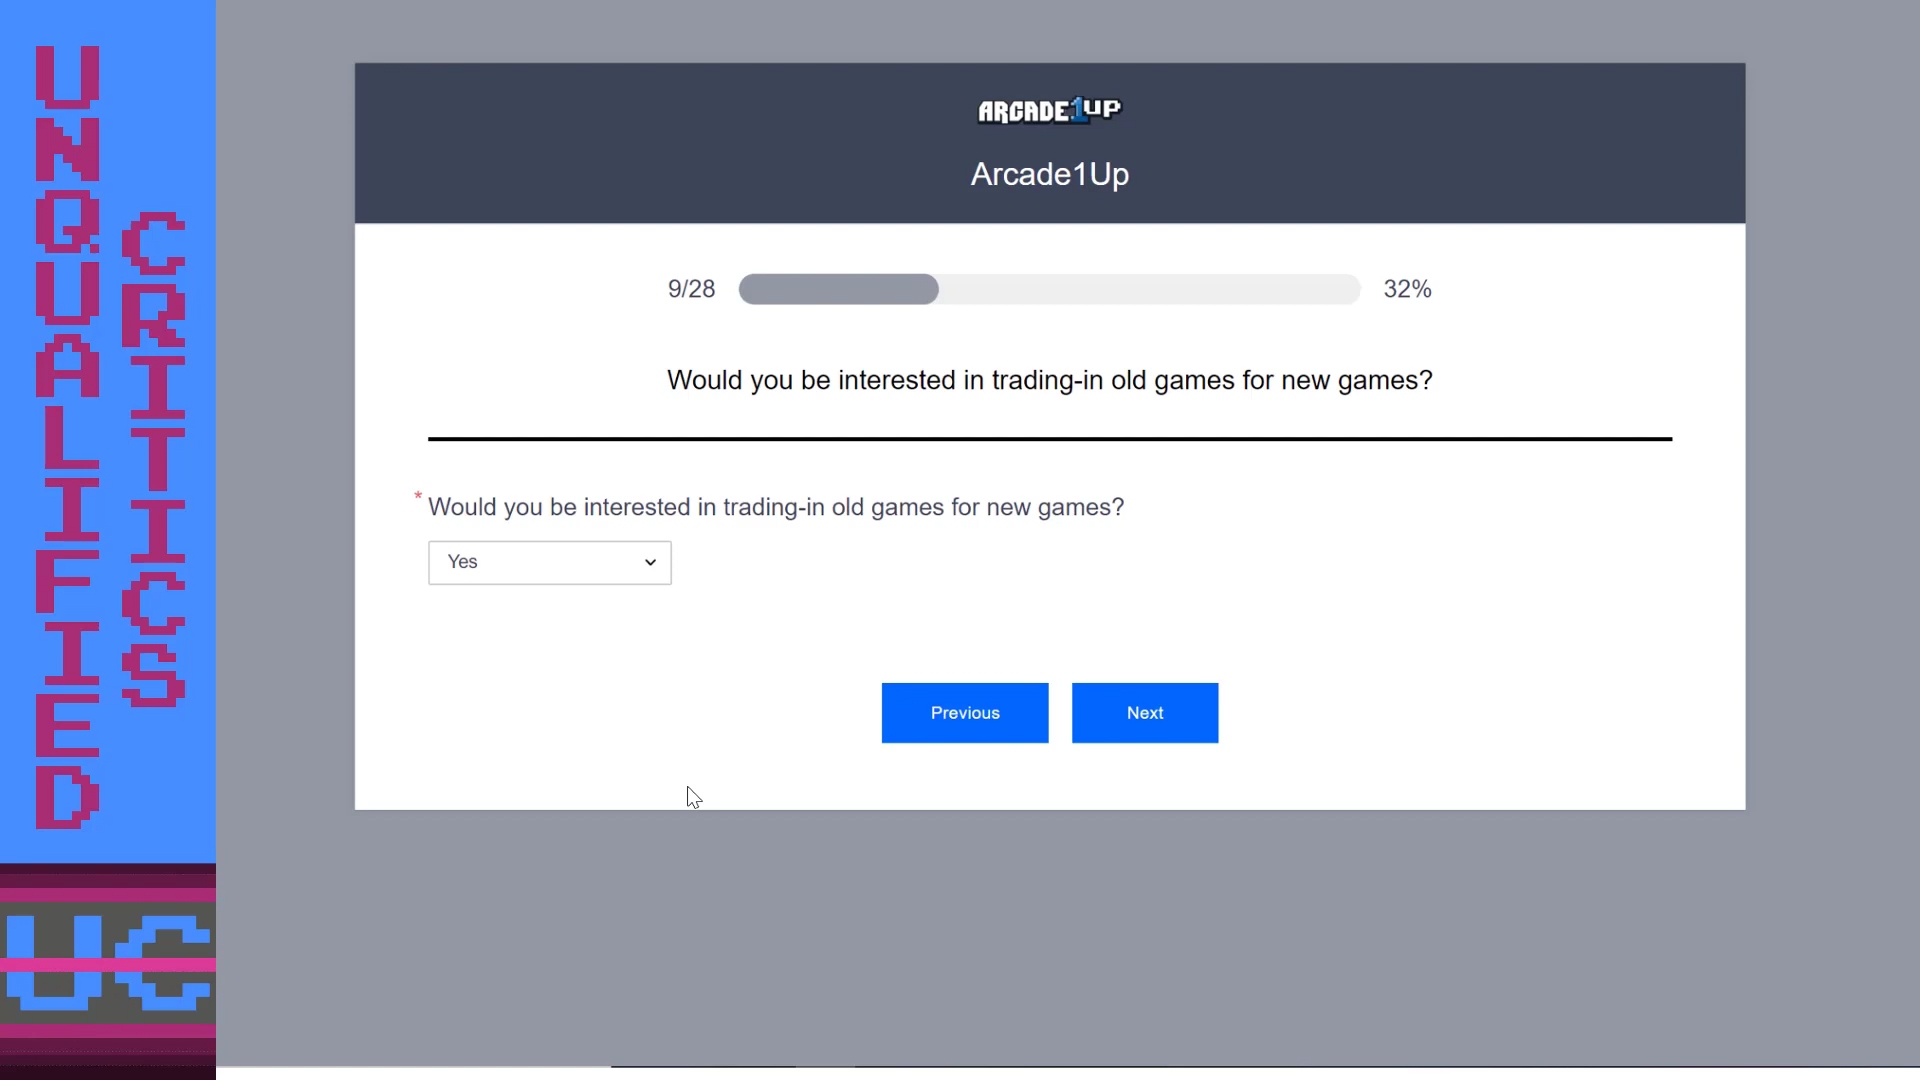 UNQUALIFIED
CRITICS
UC
ARCADE1UP
Arcade1Up
9/28
32%
Would you be interested in trading-in old games for new games?
* Would you be interested in trading-in old games for new games?
Yes
Previous
Next